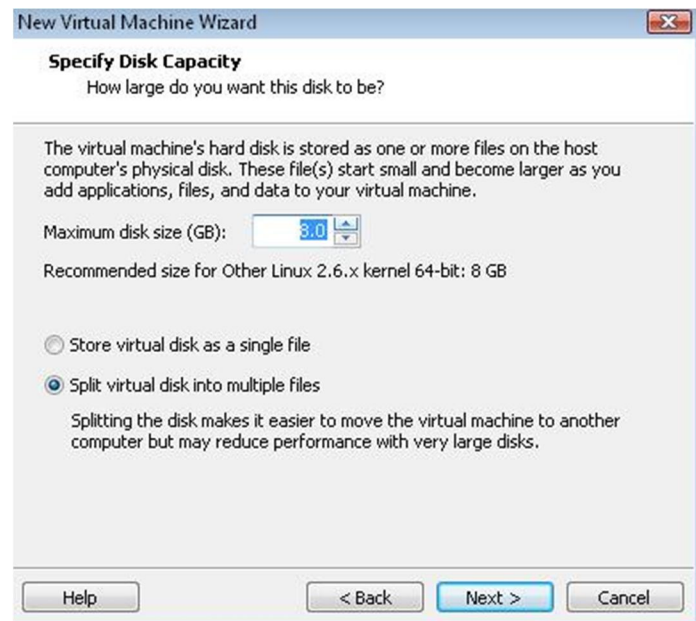 New Virtual Machine Wizard
Specify Disk Capacity
How large do you want this disk to be?
The virtual machine's hard disk is stored as one or more files on the host
computer's physical disk. These file(s) start small and become larger as you
add applications, files, and data to your virtual machine.
Maximum disk size (GB): 8.0
Recommended size for Other Linux 2.6.x kernel 64-bit: 8 GB
Store virtual disk as a single file
Split virtual disk into multiple files
Splitting the disk makes it easier to move the virtual machine to another
computer but may reduce performance with very large disks.
Help < Back Next > Cancel